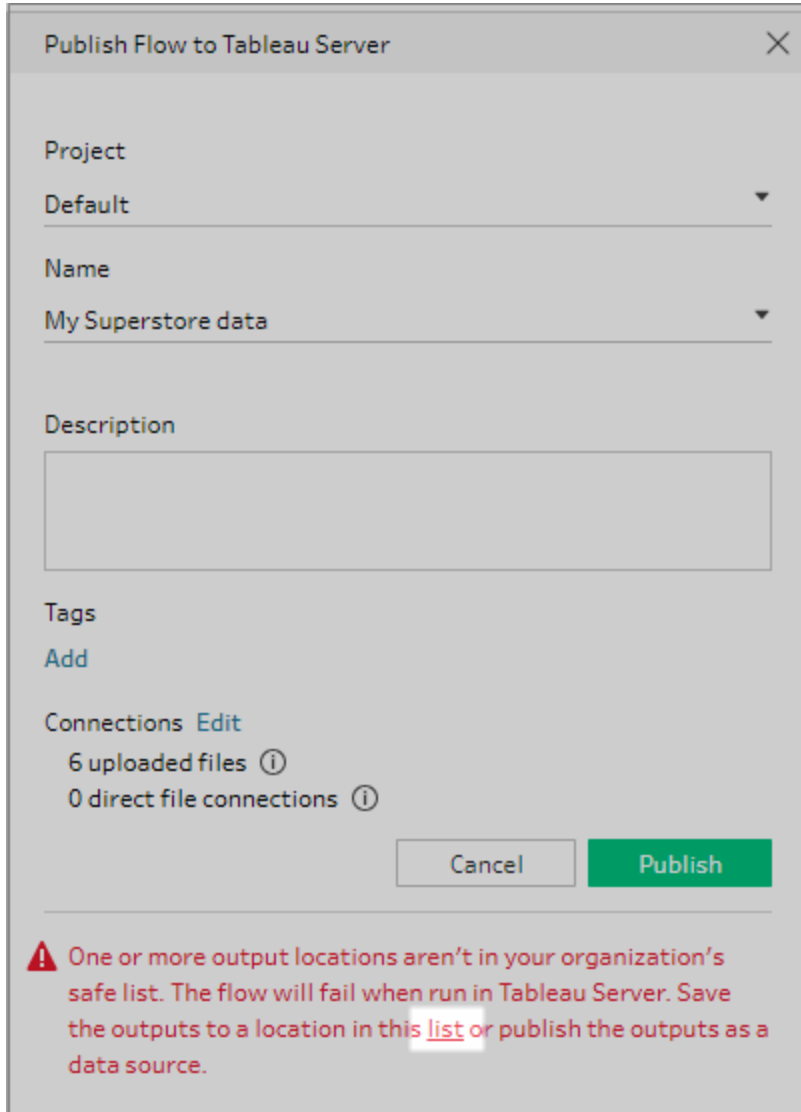 Publish Flow to Tableau Server
Project
Default
Name
My Superstore data
Description
Tags
Add
Connections Edit
6 uploaded files
0 direct file connections
Cancel Publish
One or more output locations aren't in your organization's
safe list. The flow will fail when run in Tableau Server. Save
the outputs to a location in this list or publish the outputs as a
data source.